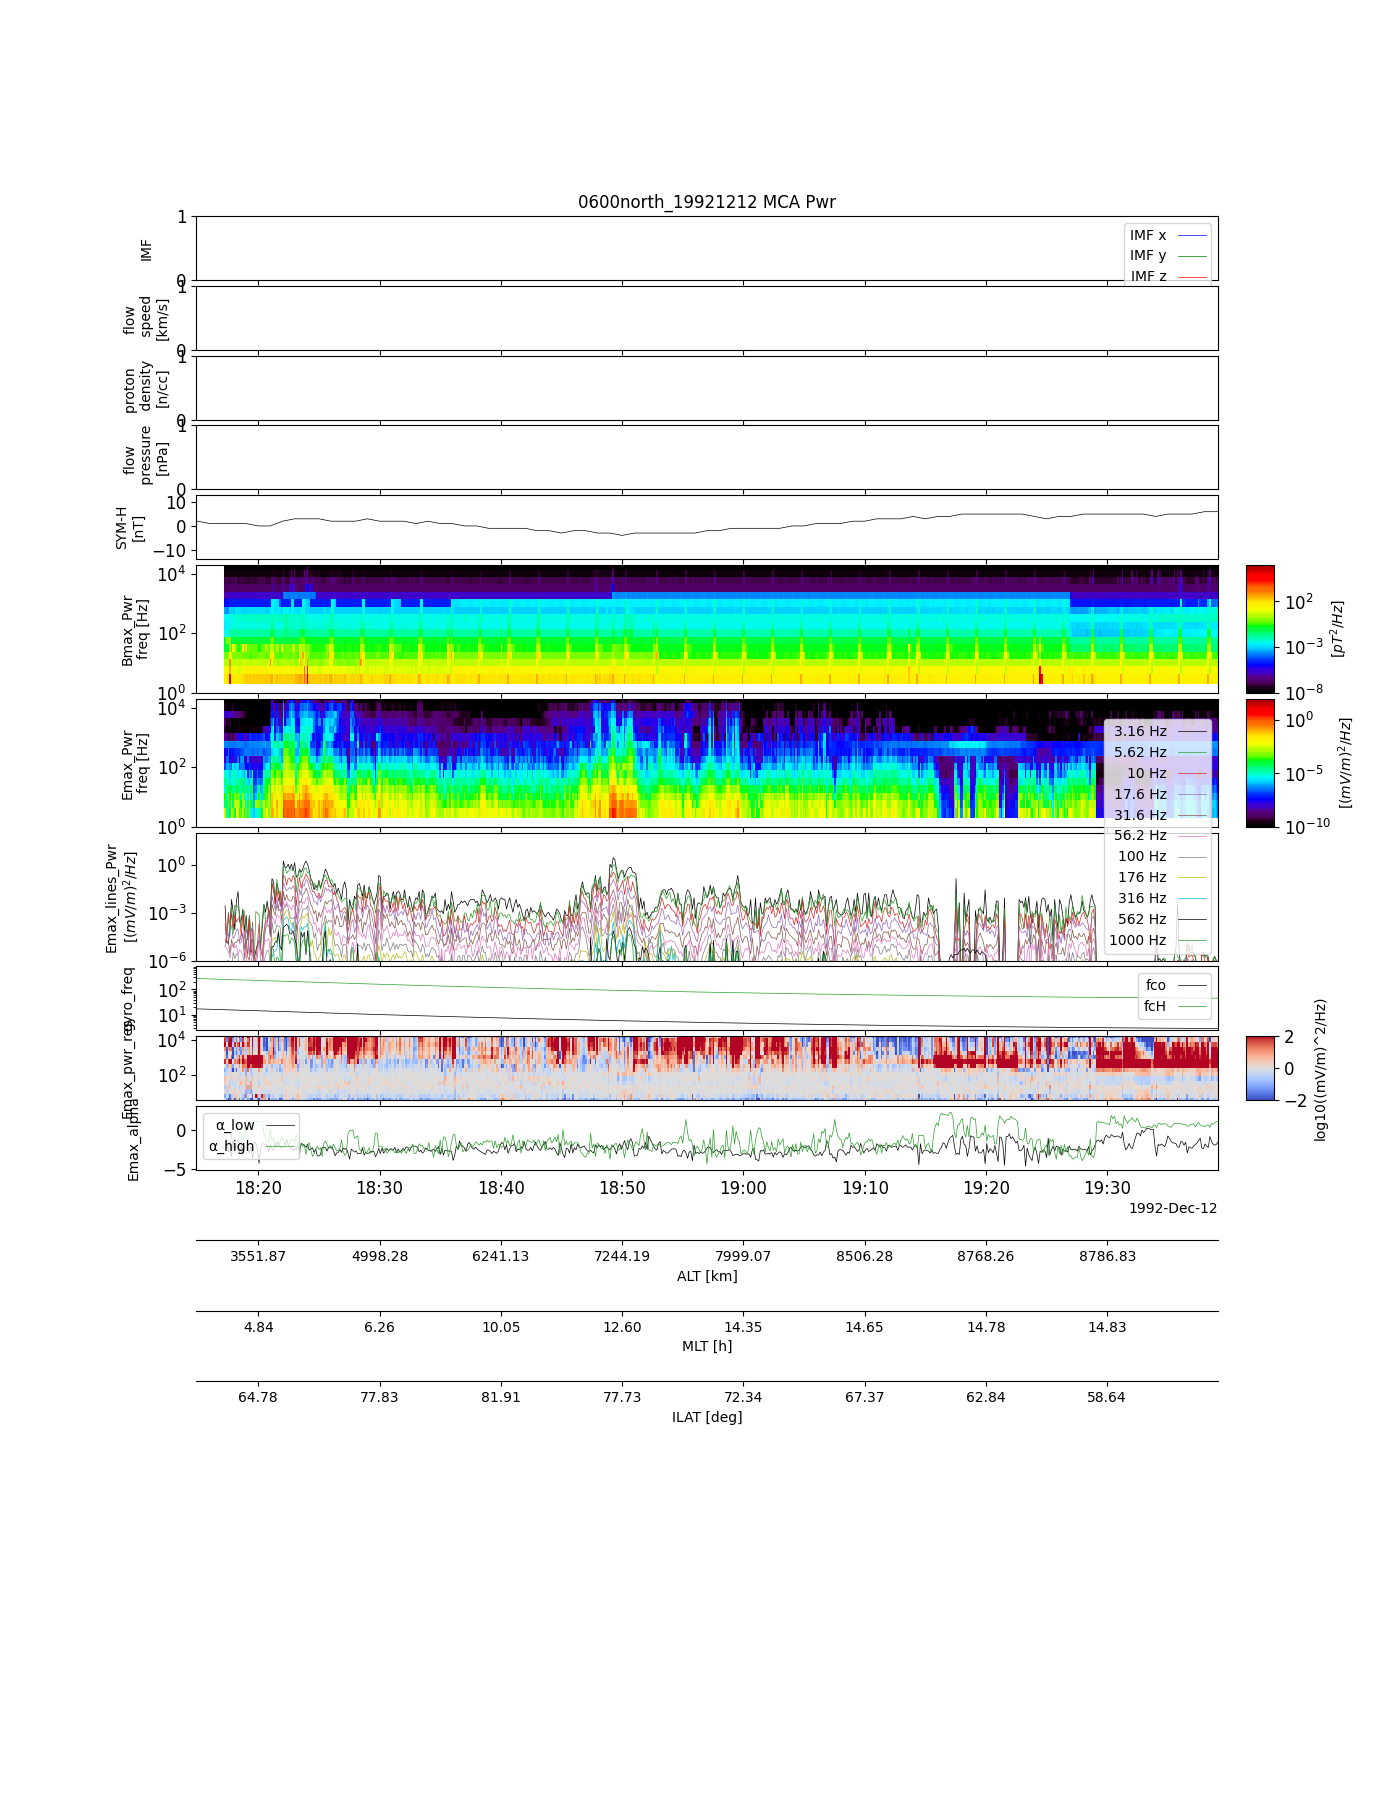 0600north_19921212 MCA Pwr
1
0
IMF
IMF x
IMF y
IMF z
1
0
flow
speed
[km/s]
1
0
proton
density
[n/cc]
1
0
flow
pressure
[nPa]
10
0
−10
SYM-H
[nT]
10^4
10^2
10^0
Bmax_Pwr
freq [Hz]
10^2
10^−3
10^−8
[pT^2/Hz]
10^4
10^2
10^0
Emax_Pwr
freq [Hz]
10^0
10^−5
10^−10
[(mV/m)^2/Hz]
3.16 Hz
5.62 Hz
10 Hz
17.6 Hz
31.6 Hz
56.2 Hz
100 Hz
176 Hz
316 Hz
562 Hz
1000 Hz
10^0
10^−3
10^−6
Emax_lines_Pwr
[(mV/m)^2/Hz]
10^2
10^1
gyro_freq
fco
fcH
10^4
10^2
Emax_pwr_reg
2
0
−2
log10((mV/m)^2/Hz)
0
−5
Emax_alpha
α_low
α_high
18:20 18:30 18:40 18:50 19:00 19:10 19:20 19:30
1992-Dec-12
3551.87 4998.28 6241.13 7244.19 7999.07 8506.28 8768.26 8786.83
ALT [km]
4.84 6.26 10.05 12.60 14.35 14.65 14.78 14.83
MLT [h]
64.78 77.83 81.91 77.73 72.34 67.37 62.84 58.64
ILAT [deg]